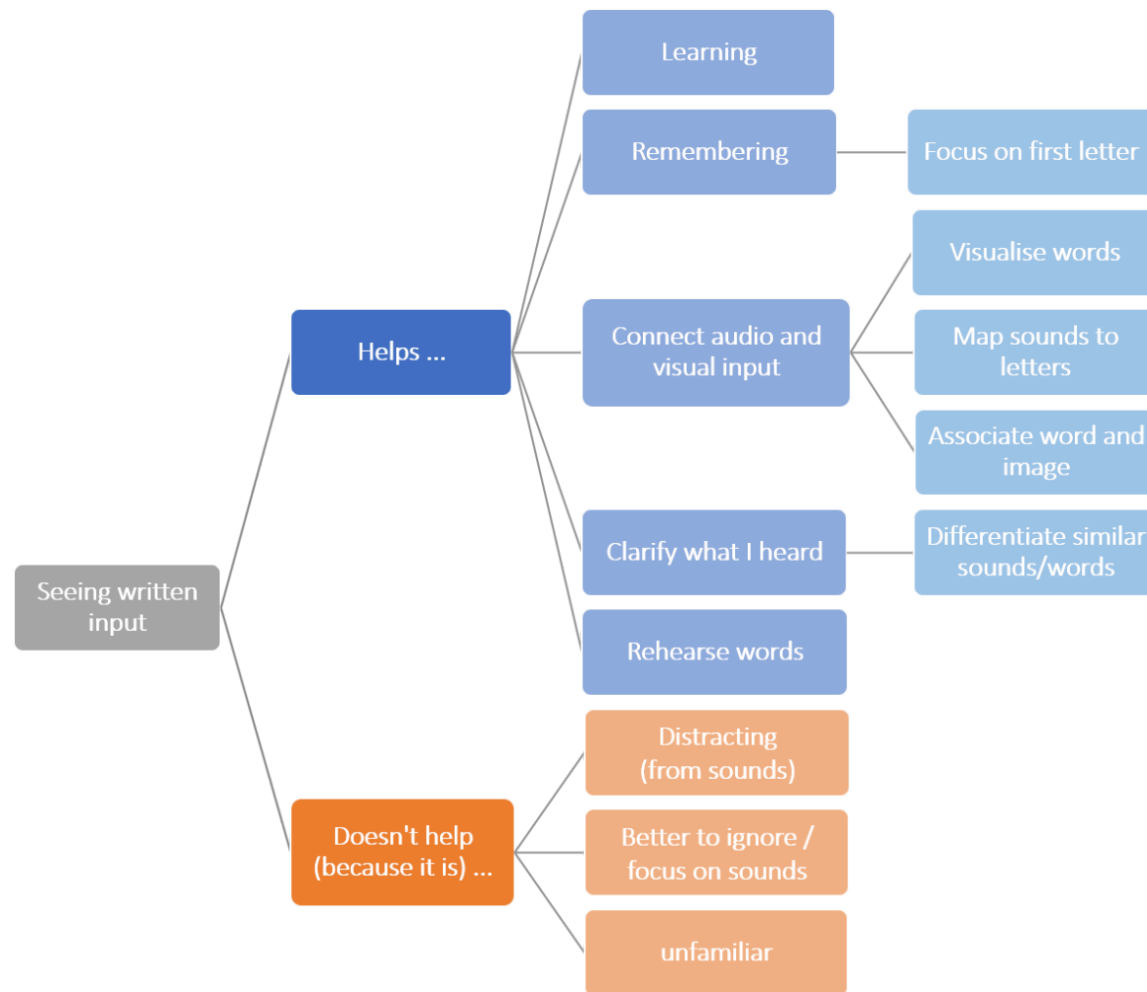 Learning
Remembering
Focus on first letter
Visualise words
Helps ...
Connect audio and
visual input
Map sounds to
letters
Associate word and
image
Clarify what I heard
Differentiate similar
sounds/words
Seeing written
input
Rehearse words
Distracting
(from sounds)
Doesn't help
(because it is) ...
Better to ignore /
focus on sounds
unfamiliar